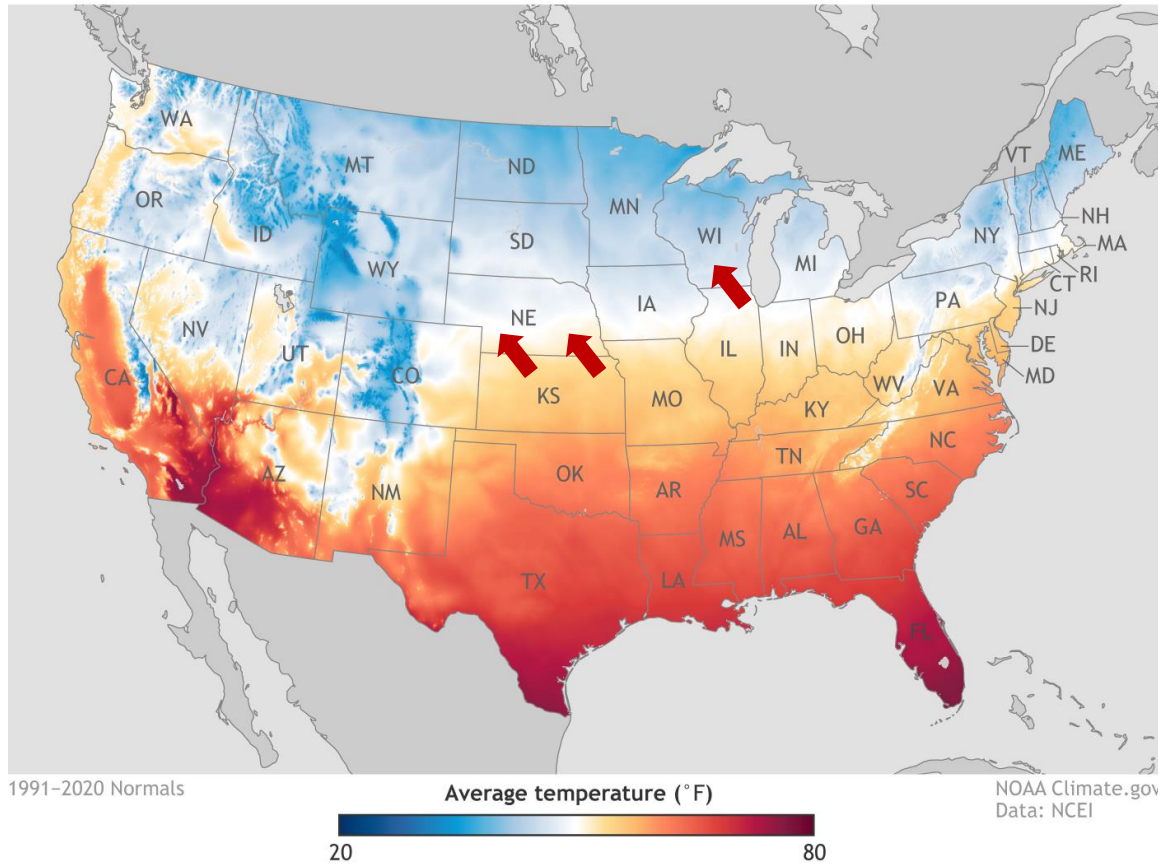 WA
MT
ND
MN
VT
ME
OR
ID
SD
WI
NH
NY
MA
WY
MI
RI
CT
IA
PA
NE
NJ
NV
OH
UT
IL
IN
DE
CO
MD
CA
WV
VA
KS
MO
KY
NC
TN
AZ
OK
NM
AR
SC
MS
AL
GA
TX
LA
FL
1991–2020 Normals
Average temperature (°F)
NOAA Climate.gov
Data: NCEI
20
80